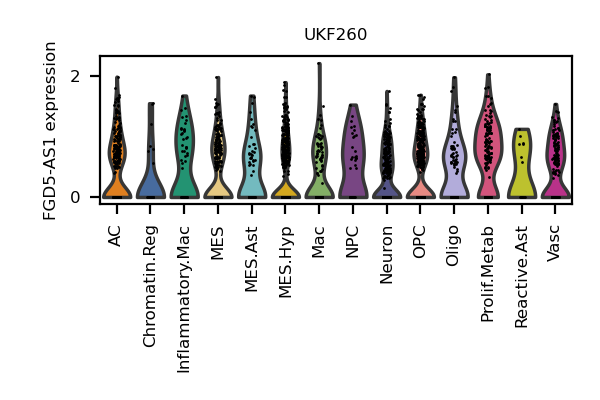 UKF260
FGD5-AS1 expression
2
0
AC
Chromatin.Reg
Inflammatory.Mac
MES
MES.Ast
MES.Hyp
Mac
NPC
Neuron
OPC
Oligo
Prolif.Metab
Reactive.Ast
Vasc